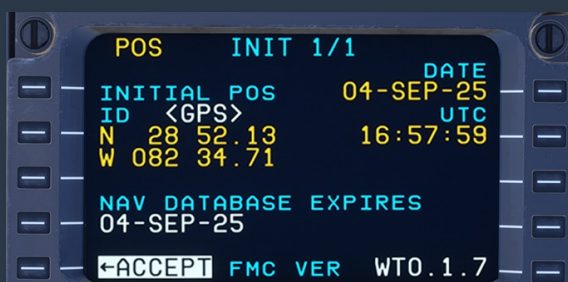 POS INIT 1/1
DATE
INITIAL POS 04-SEP-25
ID <GPS> UTC
N 28 52.13 16:57:59
W 082 34.71
NAV DATABASE EXPIRES
04-SEP-25
←ACCEPT FMC VER WTO.1.7